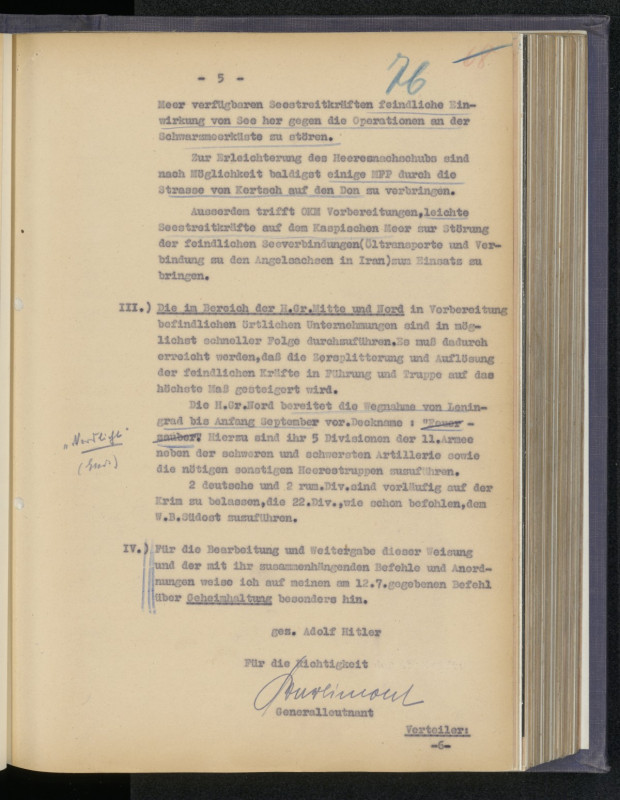 - 5 -
76
68.
Meer verfügbaren Seestreitkräften feindliche Ein-
wirkung von See her gegen die Operationen an der
Schwarzmeerküste zu stören.
Zur Erleichterung des Heeresnachschubs sind
nach Möglichkeit baldigst einige MFP durch die
Strasse von Kertsch auf den Don zu verbringen.
Ausserdem trifft OKM Vorbereitungen,leichte
Seestreitkräfte auf dem Kaspischen Meer zur Störung
der feindlichen Seeverbindungen(Öltransporte und Ver-
bindung zu den Angelsachsen in Iran)zum Einsatz zu
bringen.
III.) Die im Bereich der H.Gr.Mitte und Nord in Vorbereitung
befindlichen örtlichen Unternehmungen sind in mög-
lichst schneller Folge durchzuführen.Es muß dadurch
erreicht werden,daß die Zersplitterung und Auflösung
der feindlichen Kräfte in Führung und Truppe auf das
höchste Maß gesteigert wird.
Die H.Gr.Nord bereitet die Wegnahme von Lenin-
grad bis Anfang September vor.Deckname : "Feuer -
zauber" Hierzu sind ihr 5 Divisionen der 11.Armee
„Nordlicht"
neben der schweren und schwersten Artillerie sowie
die nötigen sonstigen Heerestruppen zuzuführen.
2 deutsche und 2 rum.Div.sind vorläufig auf der
Krim zu belassen,die 22.Div.,wie schon befohlen,dem
W.B.Südost zuzuführen.
IV.) Für die Bearbeitung und Weitergabe dieser Weisung
und der mit ihr zusammenhängenden Befehle und Anord-
nungen weise ich auf meinen am 12.7.gegebenen Befehl
über Geheimhaltung besonders hin.
gez. Adolf Hitler
Für die Richtigkeit
Warlimont
Generalleutnant
Verteiler:
-6-